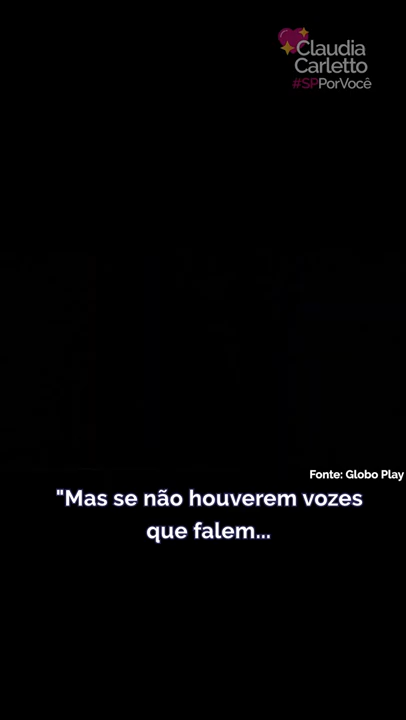 Claudia
Carletto
#SPPorVocê
Fonte: Globo Play
"Mas se não houverem vozes
que falem...